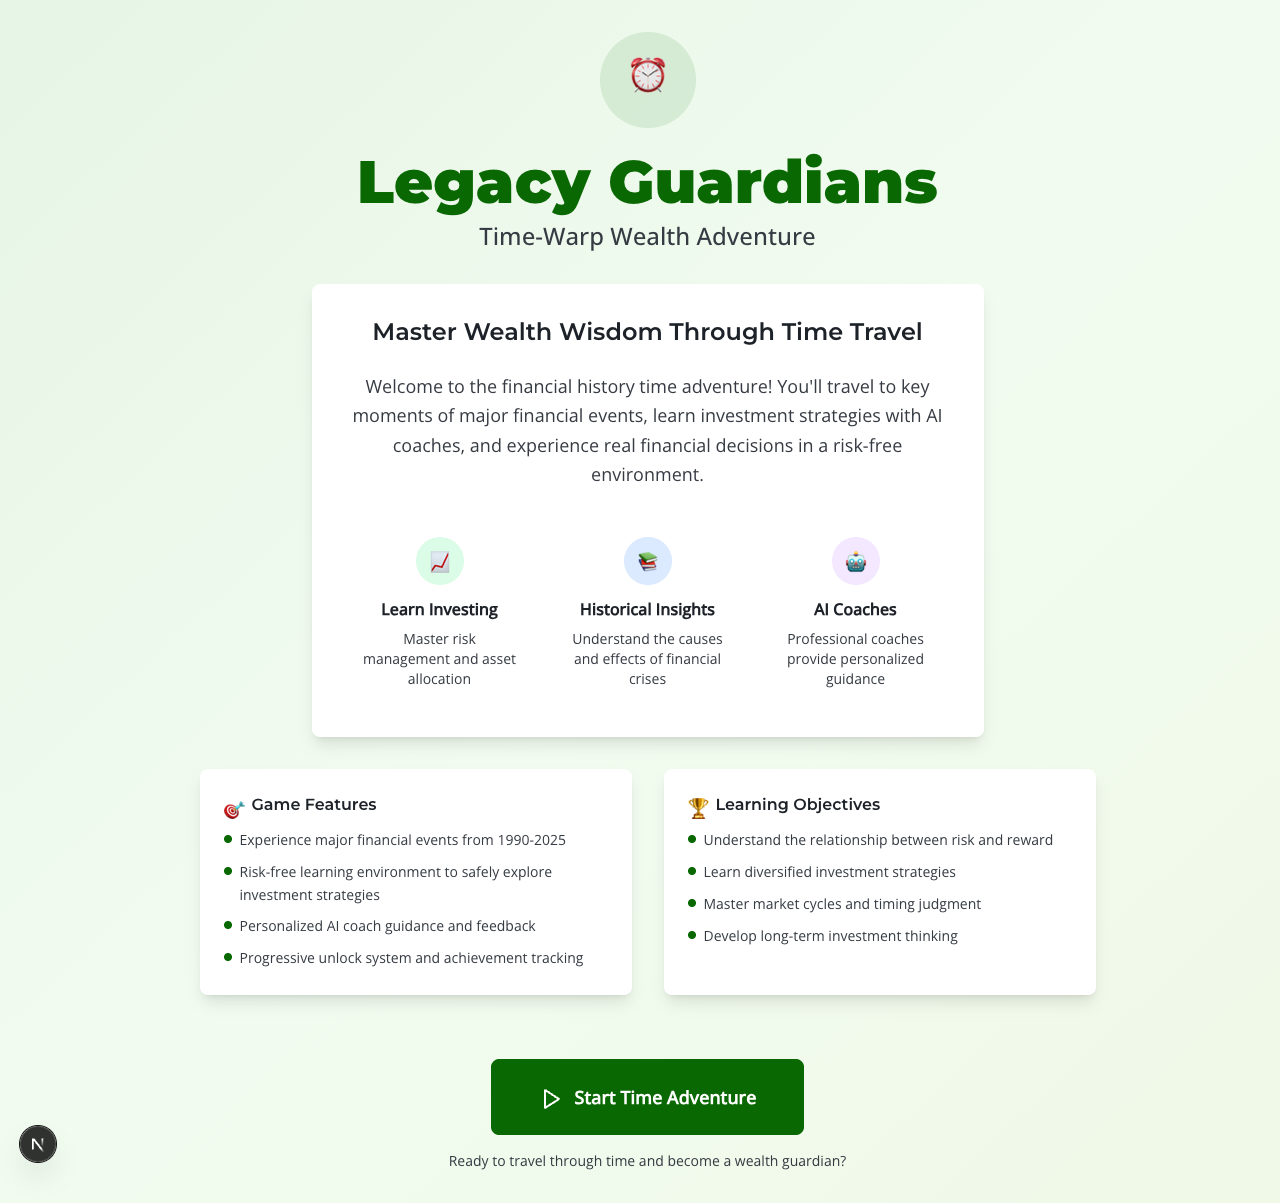 Legacy Guardians
Time-Warp Wealth Adventure
Master Wealth Wisdom Through Time Travel
Welcome to the financial history time adventure! You'll travel to key
moments of major financial events, learn investment strategies with AI
coaches, and experience real financial decisions in a risk-free
environment.
Learn Investing
Master risk
management and asset
allocation
Historical Insights
Understand the causes
and effects of financial
crises
AI Coaches
Professional coaches
provide personalized
guidance
Game Features
Experience major financial events from 1990-2025
Risk-free learning environment to safely explore
investment strategies
Personalized AI coach guidance and feedback
Progressive unlock system and achievement tracking
Learning Objectives
Understand the relationship between risk and reward
Learn diversified investment strategies
Master market cycles and timing judgment
Develop long-term investment thinking
Start Time Adventure
N
Ready to travel through time and become a wealth guardian?